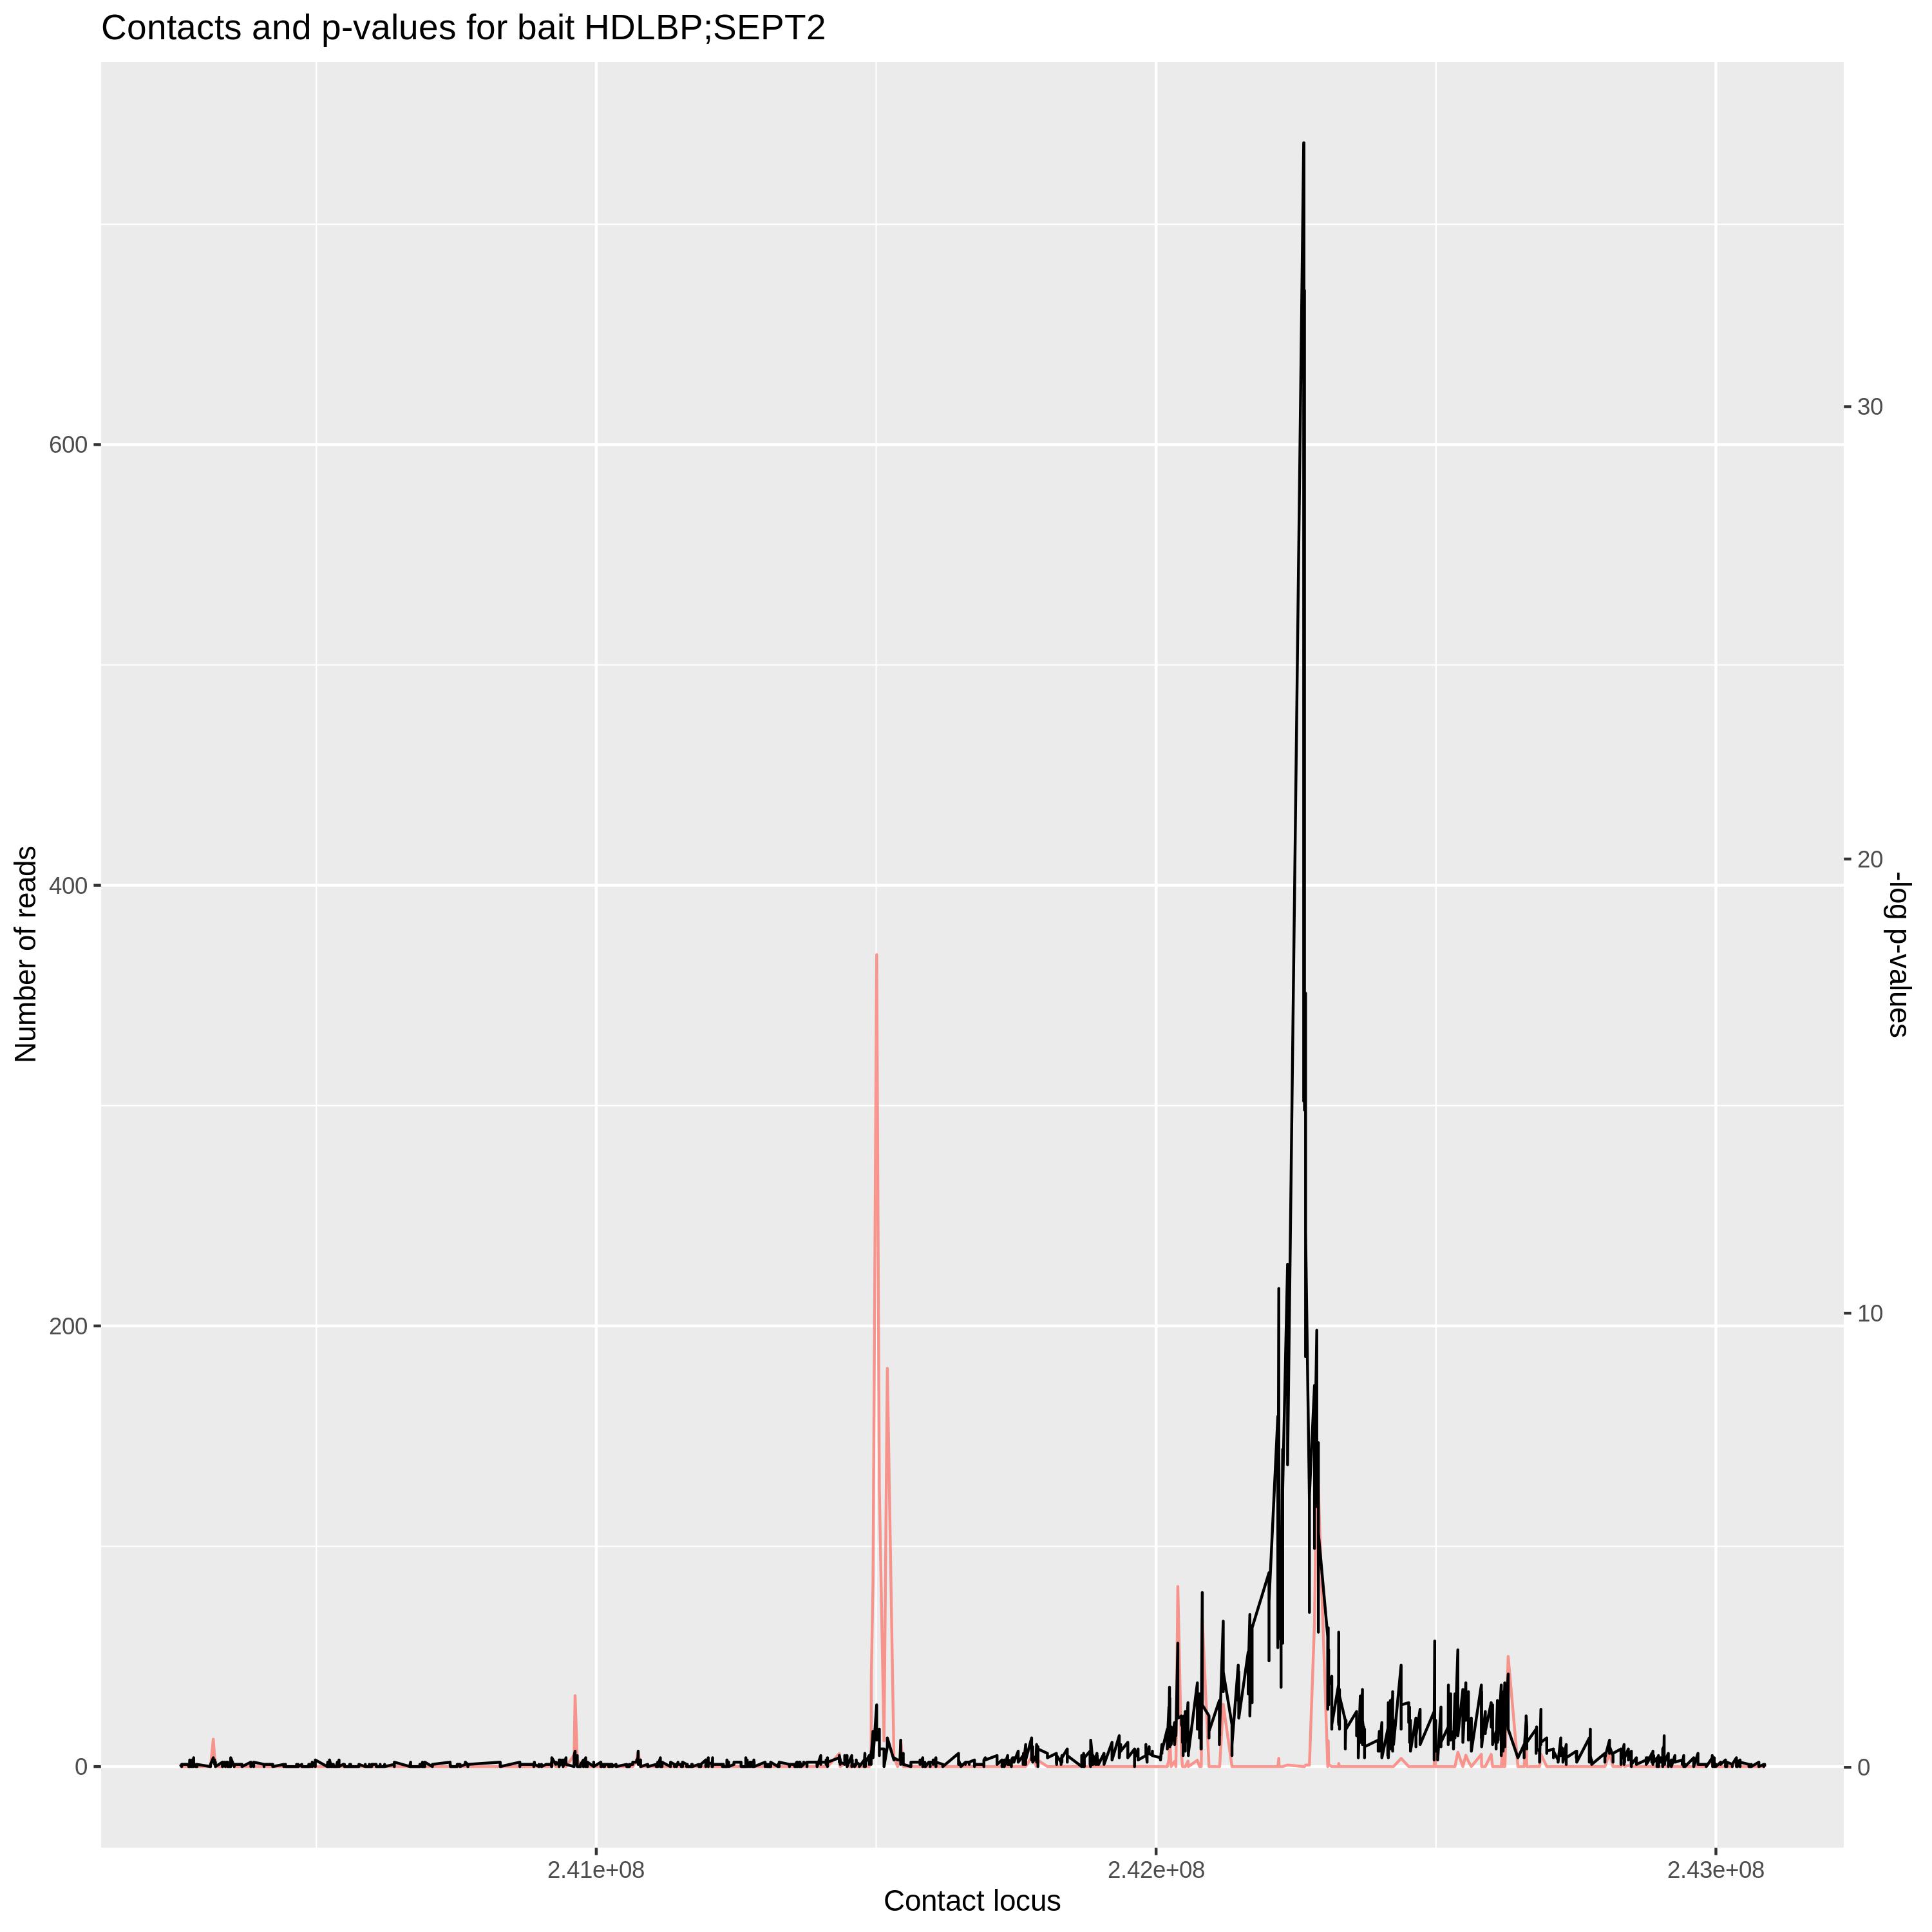 Contacts and p-values for bait HDLBP;SEPT2
Number of reads
600
400
200
0
30
20
10
0
-log p-values
2.41e+08
2.42e+08
2.43e+08
Contact locus